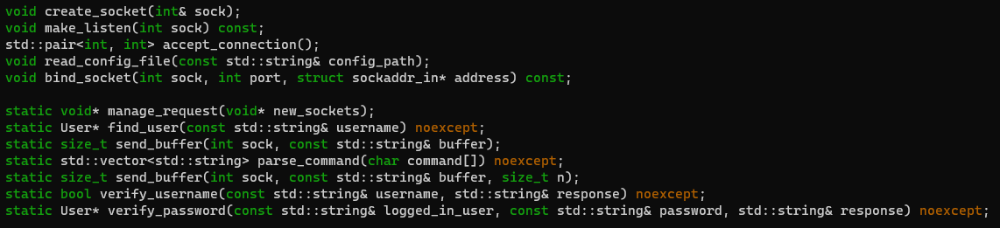 void create_socket(int& sock);
void make_listen(int sock) const;
std::pair<int, int> accept_connection();
void read_config_file(const std::string& config_path);
void bind_socket(int sock, int port, struct sockaddr_in* address) const;

static void* manage_request(void* new_sockets);
static User* find_user(const std::string& username) noexcept;
static size_t send_buffer(int sock, const std::string& buffer);
static std::vector<std::string> parse_command(char command[]) noexcept;
static size_t send_buffer(int sock, const std::string& buffer, size_t n);
static bool verify_username(const std::string& username, std::string& response) noexcept;
static User* verify_password(const std::string& logged_in_user, const std::string& password, std::string& response) noexcept;